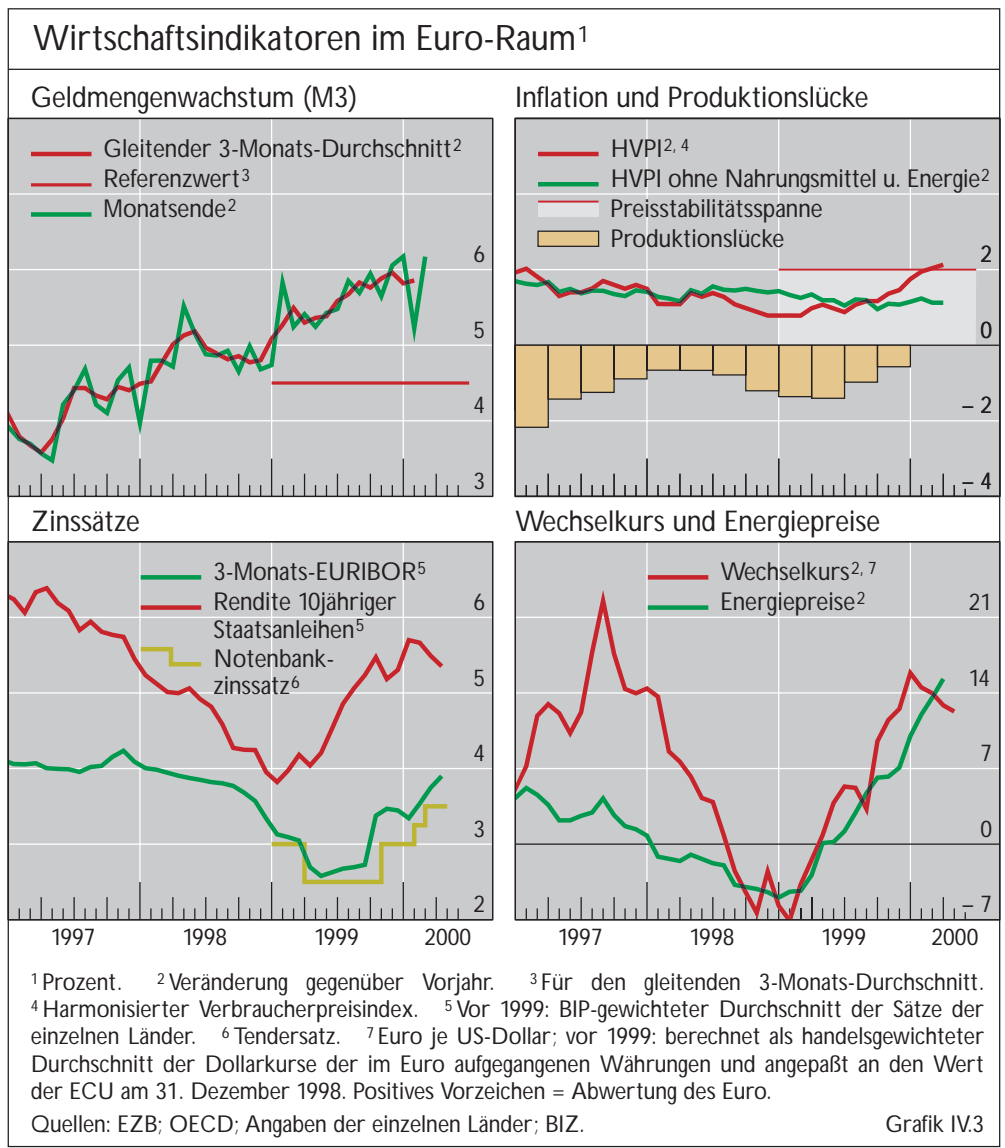 Wirtschaftsindikatoren im Euro-Raum¹
Geldmengenwachstum (M3)
Gleitender 3-Monats-Durchschnitt²
Referenzwert³
Monatsende²
6
5
4
3
Inflation und Produktionslücke
HVPI²,⁴
HVPI ohne Nahrungsmittel u. Energie²
Preisstabilitätsspanne
Produktionslücke
2
0
– 2
– 4
Zinssätze
3-Monats-EURIBOR⁵
Rendite 10jähriger
Staatsanleihen⁵
Notenbank-
zinssatz⁶
6
5
4
3
2
1997 1998 1999 2000
Wechselkurs und Energiepreise
Wechselkurs²,⁷
Energiepreise²
21
14
7
0
– 7
1997 1998 1999 2000
¹ Prozent. ² Veränderung gegenüber Vorjahr. ³ Für den gleitenden 3-Monats-Durchschnitt.
⁴ Harmonisierter Verbraucherpreisindex. ⁵ Vor 1999: BIP-gewichteter Durchschnitt der Sätze der
einzelnen Länder. ⁶ Tendersatz. ⁷ Euro je US-Dollar; vor 1999: berechnet als handelsgewichteter
Durchschnitt der Dollarkurse der im Euro aufgegangenen Währungen und angepaßt an den Wert
der ECU am 31. Dezember 1998. Positives Vorzeichen = Abwertung des Euro.
Quellen: EZB; OECD; Angaben der einzelnen Länder; BIZ. Grafik IV.3